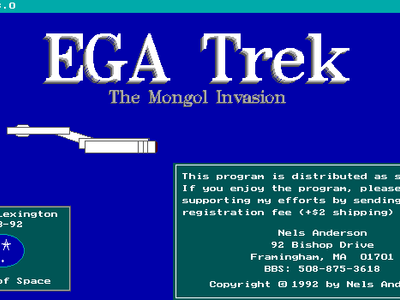 .0
EGA Trek
The Mongol Invasion
This program is distributed as s
If you enjoy the program, please
supporting my efforts by sending
registration fee (+$2 shipping)
Nels Anderson
92 Bishop Drive
Framingham, MA 01701
BBS: 508-875-3618
Copyright © 1992 by Nels And
Lexington
-92
of Space